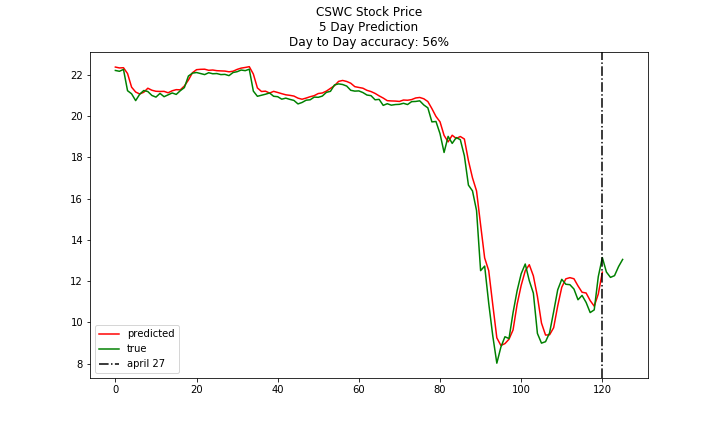 CSWC Stock Price
5 Day Prediction
Day to Day accuracy: 56%
22
20
18
16
14
12
10
8
predicted
true
april 27
0 20 40 60 80 100 120